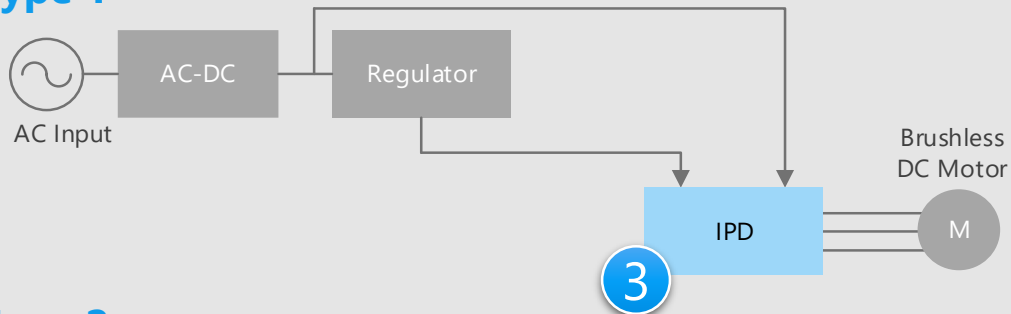 AC-DC
Regulator
AC Input
Brushless
DC Motor
IPD
M
3